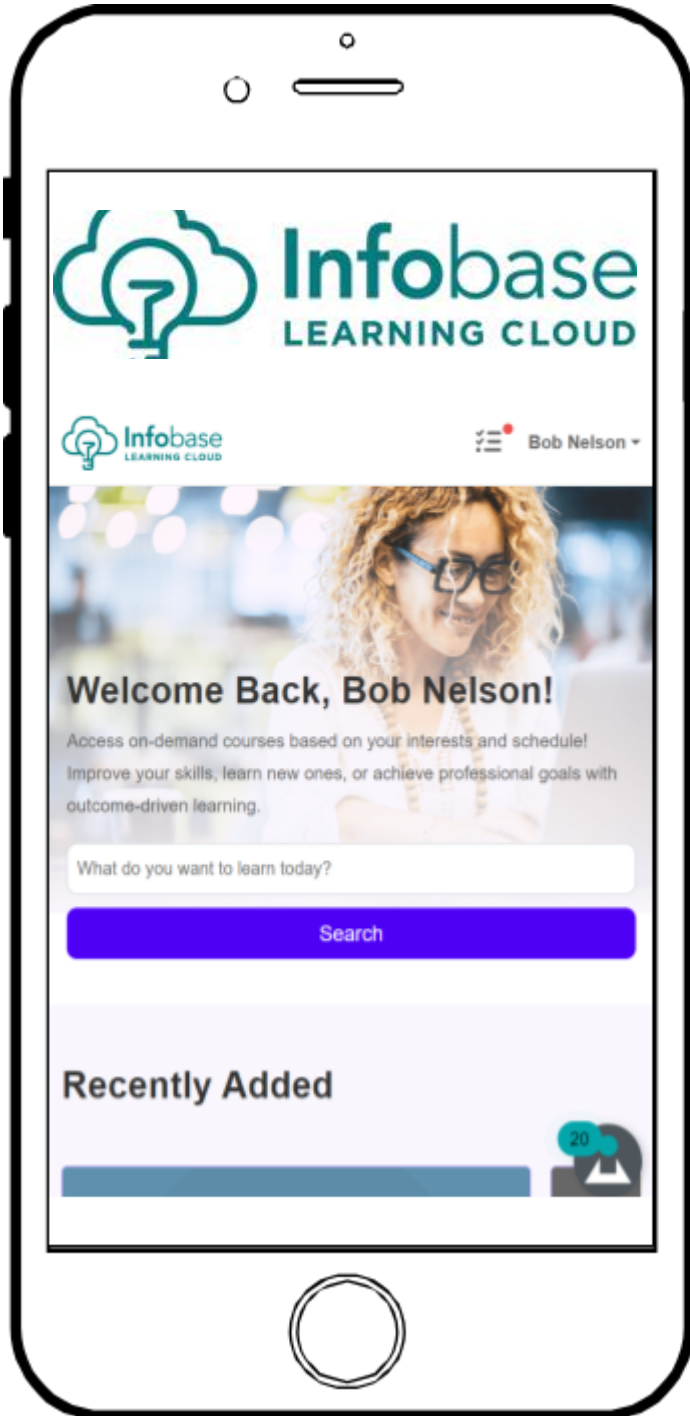 Infobase
LEARNING CLOUD
Infobase
LEARNING CLOUD
Bob Nelson
Welcome Back, Bob Nelson!
Access on-demand courses based on your interests and schedule!
Improve your skills, learn new ones, or achieve professional goals with
outcome-driven learning.
What do you want to learn today?
Search
Recently Added
20